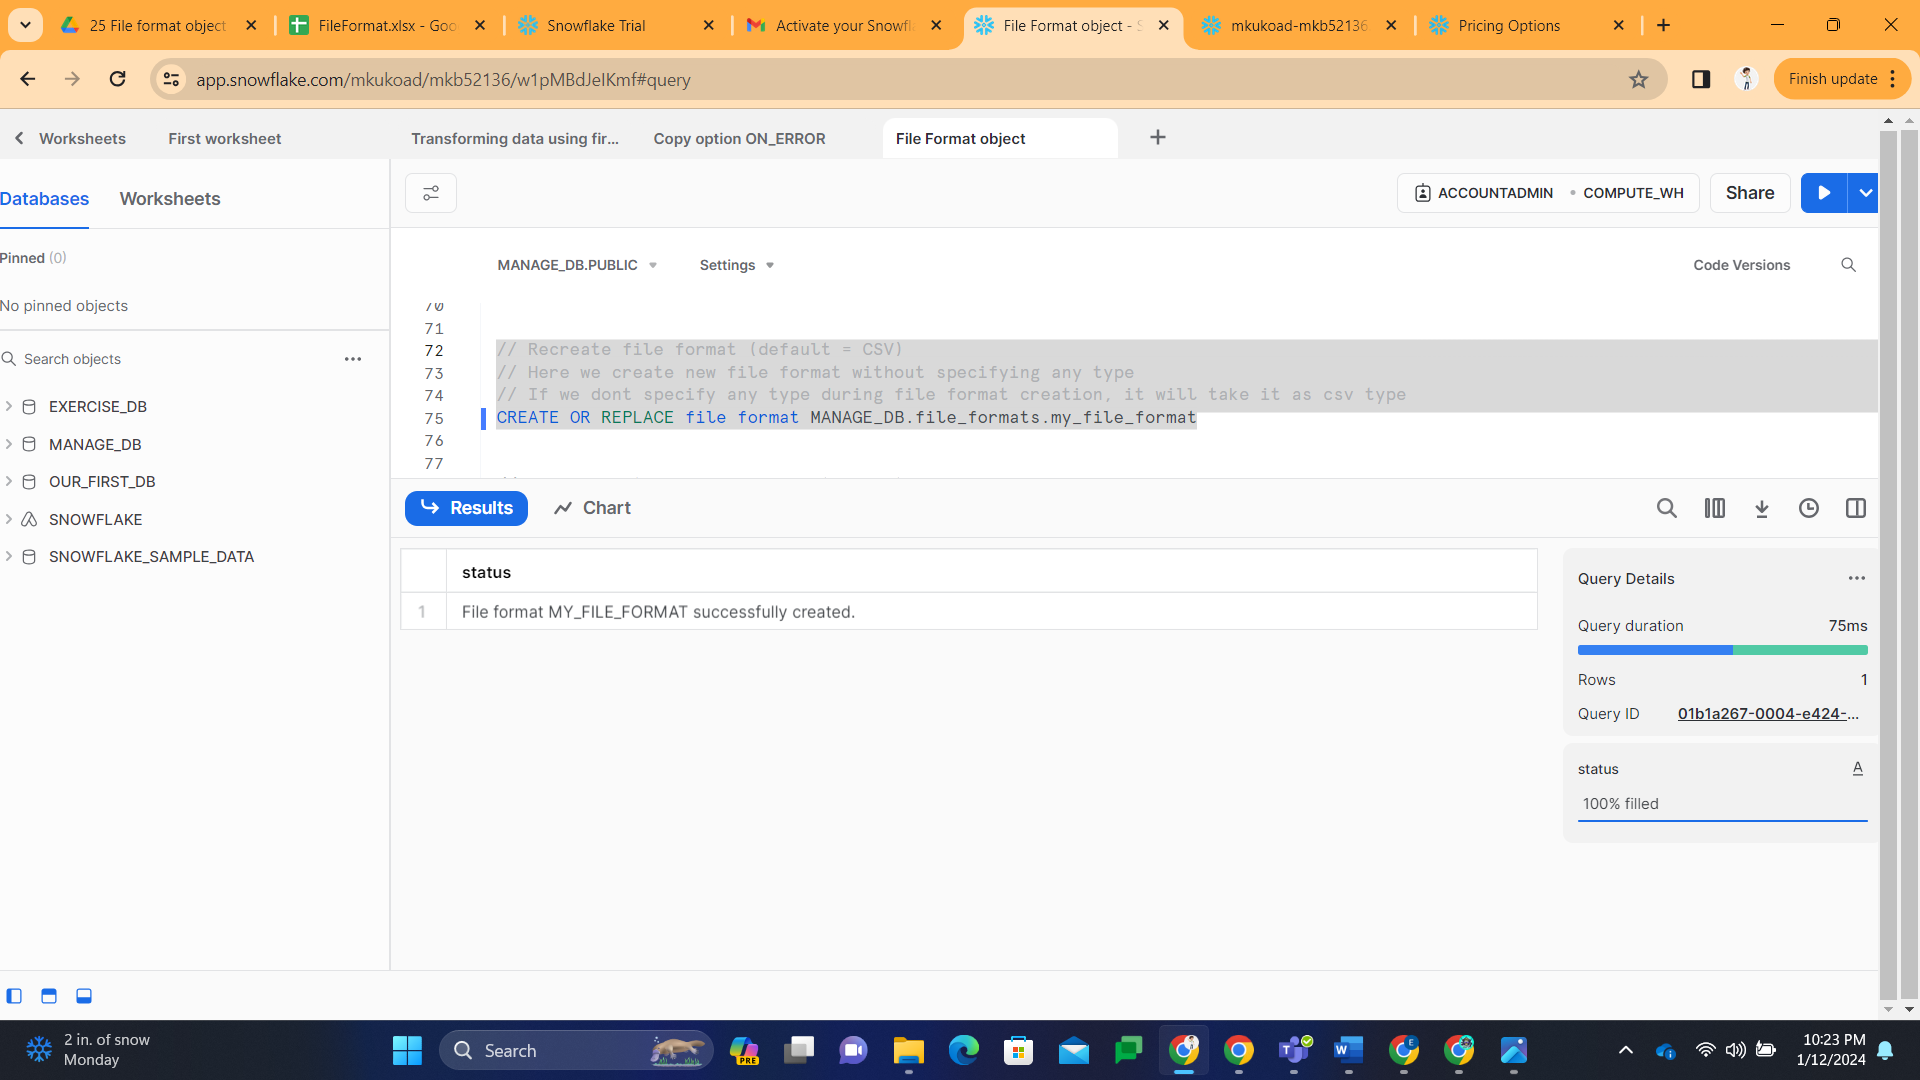 25 File format object
FileFormat.xlsx - Goo
Snowflake Trial
Activate your Snowfl
File Format object - S
mkukoad-mkb52136
Pricing Options
app.snowflake.com/mkukoad/mkb52136/w1pMBdJeIKmf#query
Finish update
Worksheets
First worksheet
Transforming data using fir...
Copy option ON_ERROR
File Format object
Databases
Worksheets
ACCOUNTADMIN
COMPUTE_WH
Share
Pinned (0)
No pinned objects
MANAGE_DB.PUBLIC
Settings
Code Versions
Search objects
EXERCISE_DB
MANAGE_DB
OUR_FIRST_DB
SNOWFLAKE
SNOWFLAKE_SAMPLE_DATA
70
71
72 // Recreate file format (default = CSV)
73 // Here we create new file format without specifying any type
74 // If we dont specify any type during file format creation, it will take it as csv type
75 CREATE OR REPLACE file format MANAGE_DB.file_formats.my_file_format
76
77
Results
Chart
status
1 File format MY_FILE_FORMAT successfully created.
Query Details
Query duration 75ms
Rows 1
Query ID 01b1a267-0004-e424-...
status
A
100% filled
2 in. of snow
Monday
Search
PRE
10:23 PM
1/12/2024